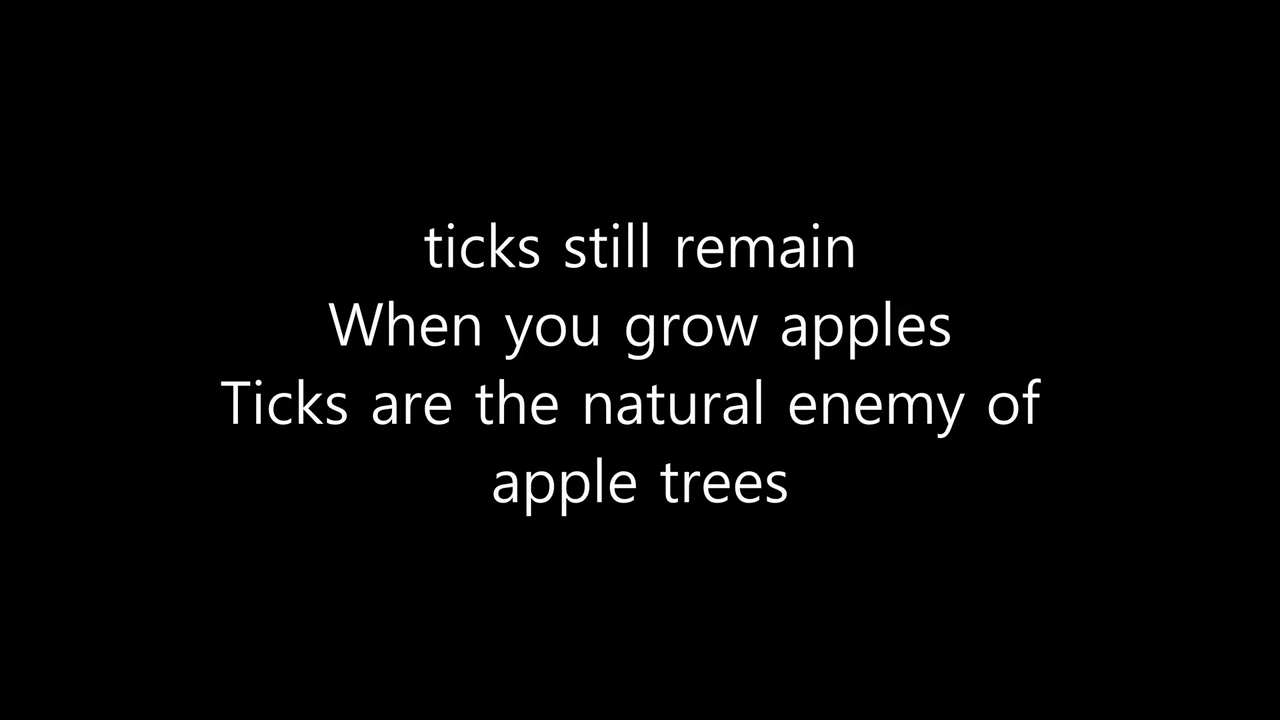 ticks still remain
When you grow apples
Ticks are the natural enemy of
apple trees